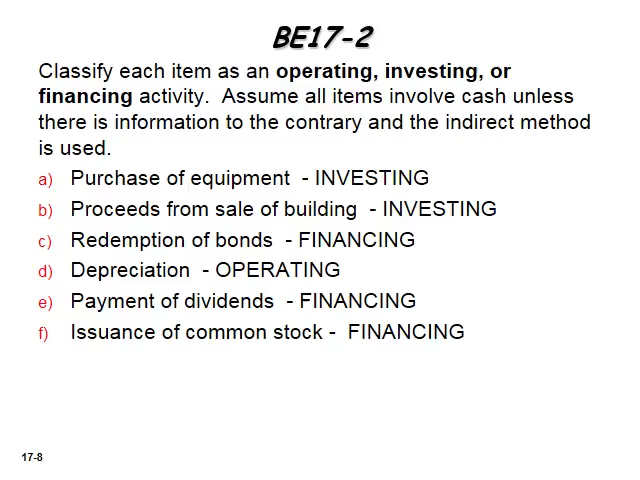 BE17-2
Classify each item as an operating, investing, or
financing activity.  Assume all items involve cash unless
there is information to the contrary and the indirect method
is used.
a) Purchase of equipment  - INVESTING
b) Proceeds from sale of building  - INVESTING
c) Redemption of bonds  - FINANCING
d) Depreciation  - OPERATING
e) Payment of dividends  - FINANCING
f) Issuance of common stock -  FINANCING
17-8